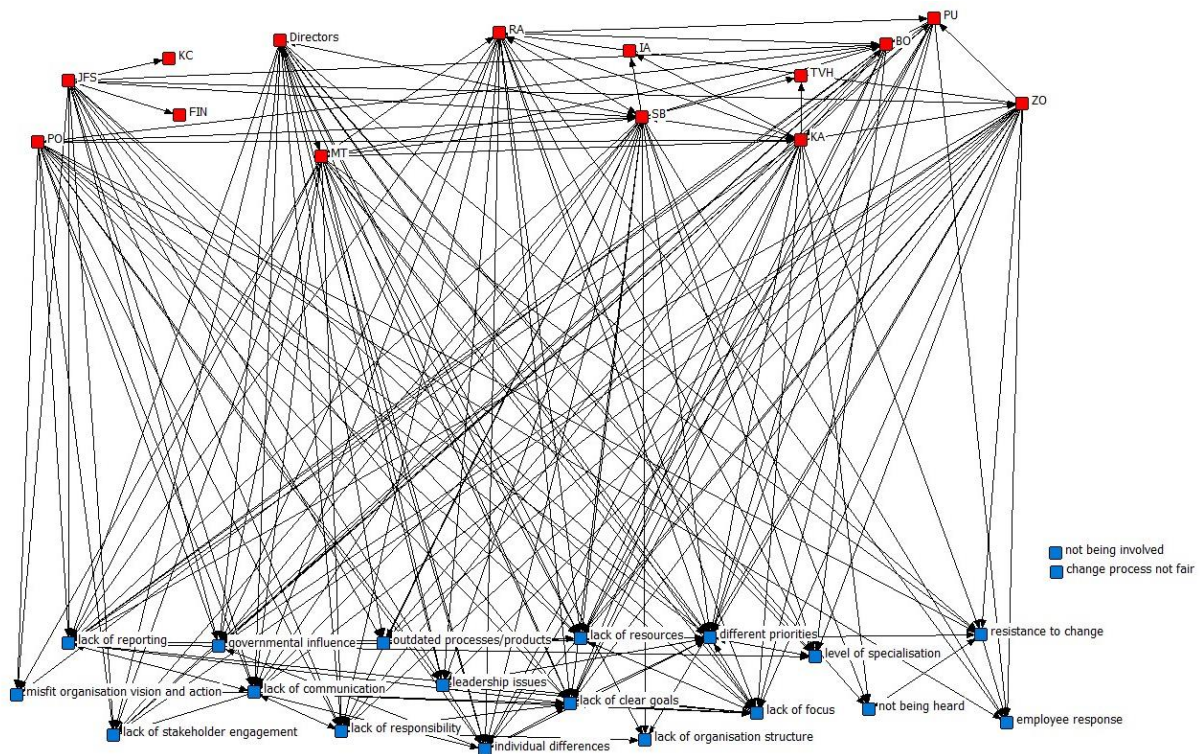 PU
RA
Directors
BO
IA
KC
TVH
JFS
ZO
FIN
SB
PO
KA
MT
not being involved
change process not fair
resistance to change
different priorities
lack of resources
outdated processes/products
lack of reporting
governmental influence
level of specialisation
leadership issues
lack of communication
misfit organisation vision and action
lack of clear goals
not being heard
lack of focus
employee response
lack of responsibility
lack of stakeholder engagement
lack of organisation structure
individual differences